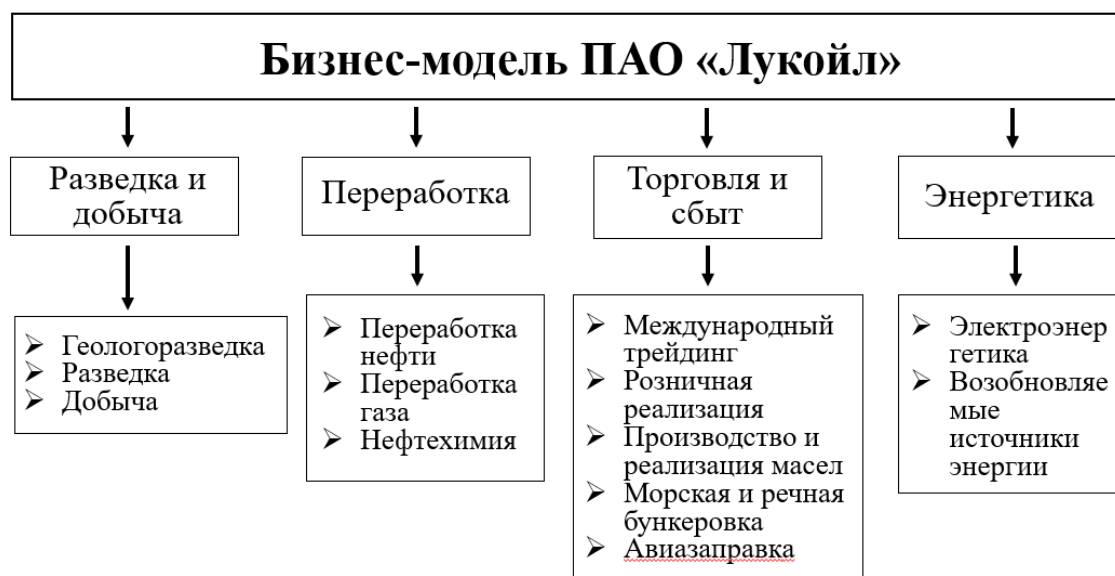 Бизнес-модель ПАО «Лукойл»
Разведка и
добыча
Переработка
Торговля и
сбыт
Энергетика
Геологоразведка
Разведка
Добыча
Переработка
нефти
Переработка
газа
Нефтехимия
Международный
трейдинг
Розничная
реализация
Производство и
реализация масел
Морская и речная
бункеровка
Авиазаправка
Электроэнер
гетика
Возобновляе
мые
источники
энергии